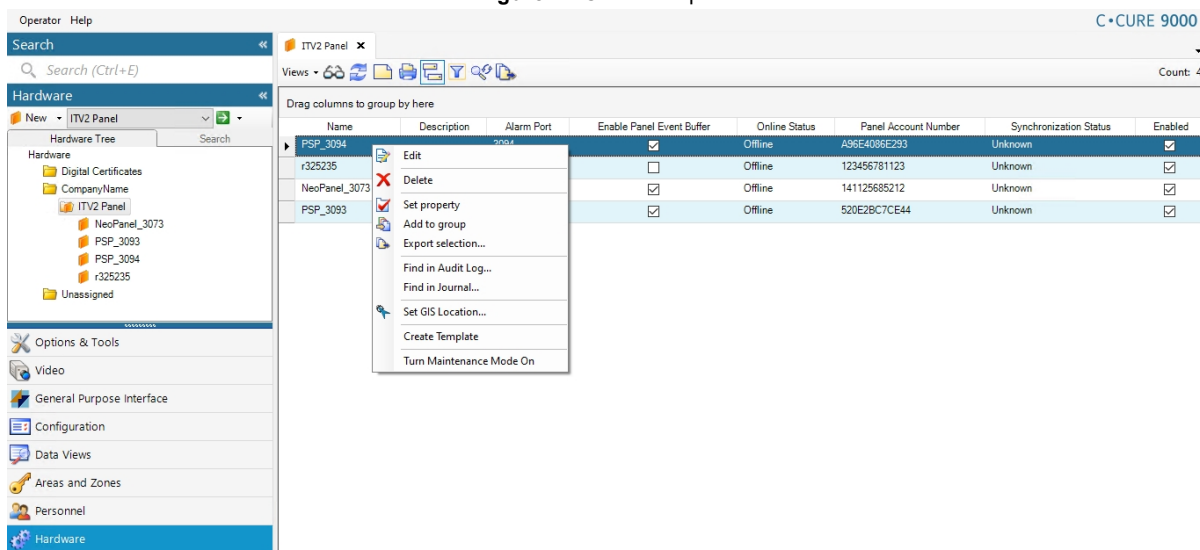 Operator Help
C•CURE 9000
Search «
Search (Ctrl+E)
Hardware «
New ITV2 Panel
Hardware Tree Search
Hardware
Digital Certificates
CompanyName
ITV2 Panel
NeoPanel_3073
PSP_3093
PSP_3094
r325235
Unassigned
Options & Tools
Video
General Purpose Interface
Configuration
Data Views
Areas and Zones
Personnel
Hardware
ITV2 Panel
Views
Count: 4
Drag columns to group by here
Name Description Alarm Port Enable Panel Event Buffer Online Status Panel Account Number Synchronization Status Enabled
PSP_3094 3094 Offline A96E4086E293 Unknown
r325235 Offline 123456781123 Unknown
NeoPanel_3073 Offline 141125685212 Unknown
PSP_3093 Offline 520E2BC7CE44 Unknown
Edit
Delete
Set property
Add to group
Export selection...
Find in Audit Log...
Find in Journal...
Set GIS Location...
Create Template
Turn Maintenance Mode On